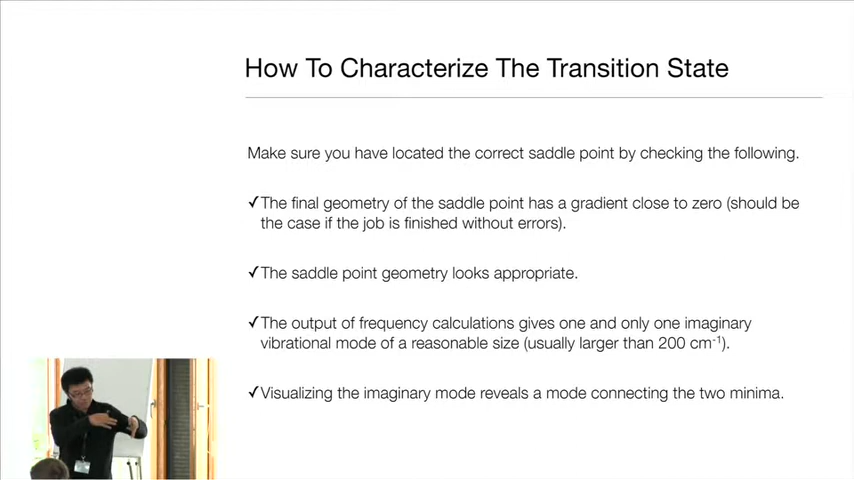 How To Characterize The Transition State
Make sure you have located the correct saddle point by checking the following.
✓The final geometry of the saddle point has a gradient close to zero (should be
the case if the job is finished without errors).
✓The saddle point geometry looks appropriate.
✓The output of frequency calculations gives one and only one imaginary
vibrational mode of a reasonable size (usually larger than 200 cm⁻¹).
✓Visualizing the imaginary mode reveals a mode connecting the two minima.